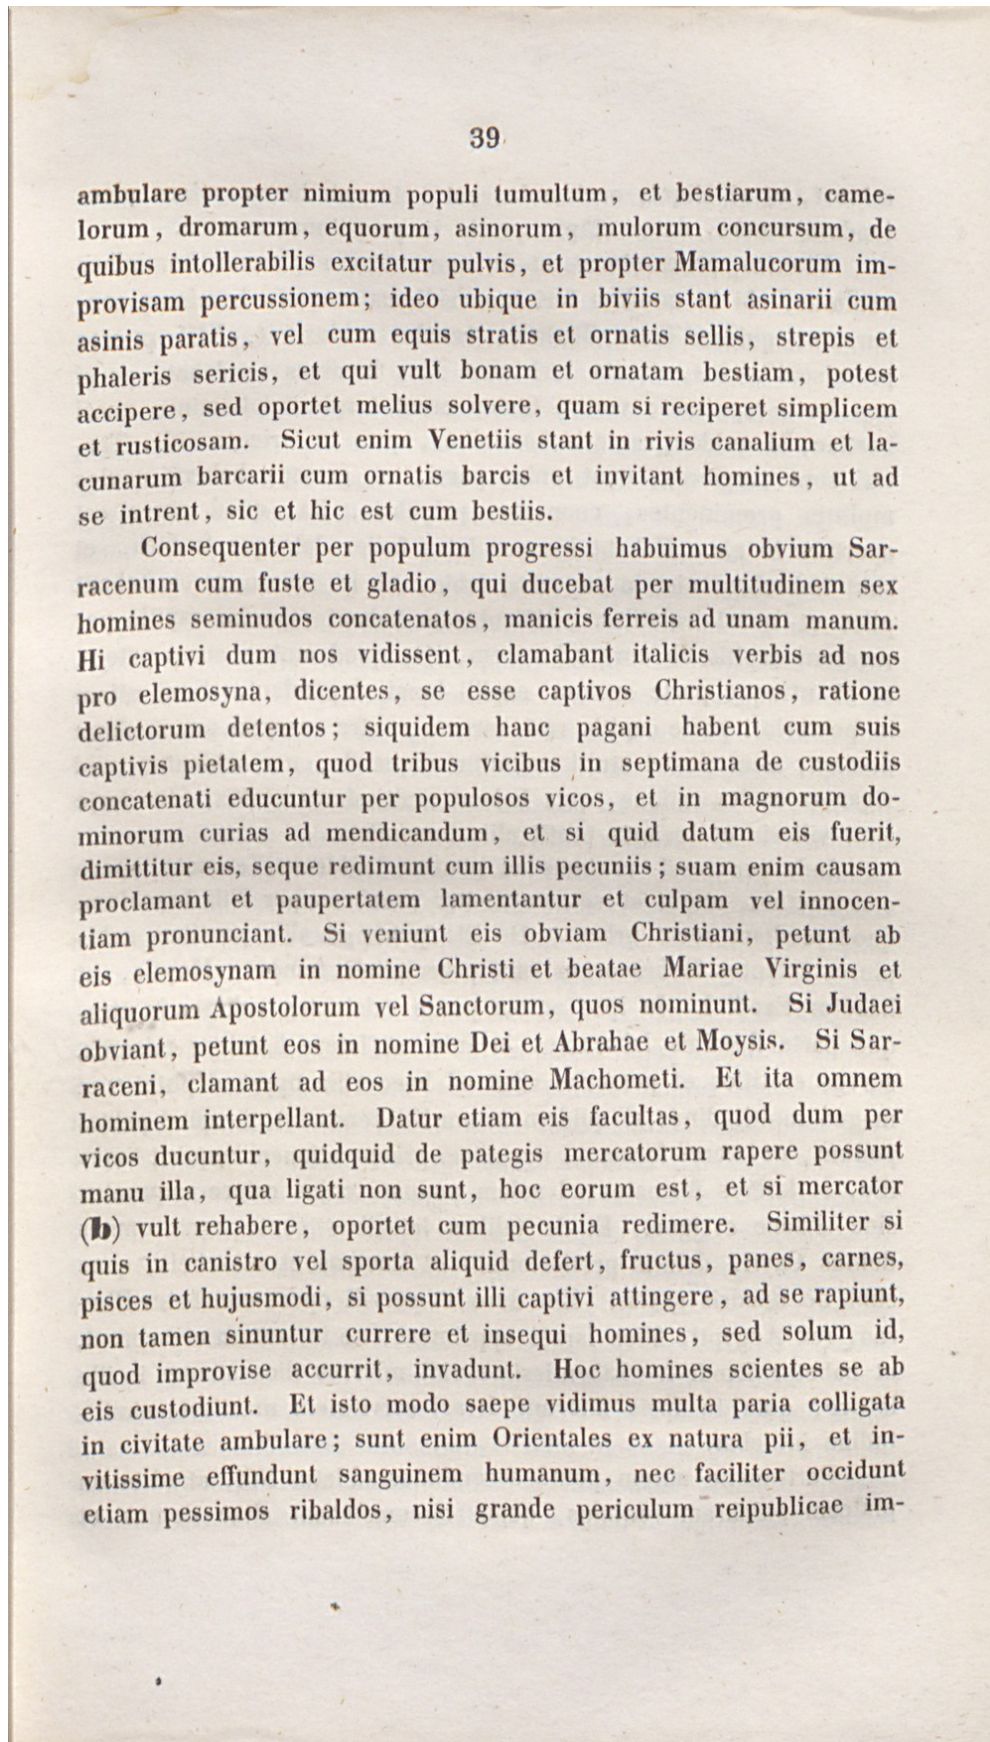 39
ambulare propter nimium populi tumultum, et bestiarum, came-
lorum, dromarum, equorum, asinorum, mulorum concursum, de
quibus intollerabilis excitatur pulvis, et propter Mamalucorum im-
provisam percussionem; ideo ubique in biviis stant asinarii cum
asinis paratis, vel cum equis stratis et ornatis sellis, strepis et
phaleris sericis, et qui vult bonam et ornatam bestiam, potest
accipere, sed oportet melius solvere, quam si reciperet simplicem
et rusticosam. Sicut enim Venetiis stant in rivis canalium et la-
cunarum barcarii cum ornatis barcis et invitant homines, ut ad
se intrent, sic et hic est cum bestiis.
Consequenter per populum progressi habuimus obvium Sar-
racenum cum fuste et gladio, qui ducebat per multitudinem sex
homines seminudos concatenatos, manicis ferreis ad unam manum.
Hi captivi dum nos vidissent, clamabant italicis verbis ad nos
pro elemosyna, dicentes, se esse captivos Christianos, ratione
delictorum detentos; siquidem hanc pagani habent cum suis
captivis pietatem, quod tribus vicibus in septimana de custodiis
concatenati educuntur per populosos vicos, et in magnorum do-
minorum curias ad mendicandum, et si quid datum eis fuerit,
dimittitur eis, seque redimunt cum illis pecuniis; suam enim causam
proclamant et paupertatem lamentantur et culpam vel innocen-
tiam pronunciant. Si veniunt eis obviam Christiani, petunt ab
eis elemosynam in nomine Christi et beatae Mariae Virginis et
aliquorum Apostolorum vel Sanctorum, quos nominunt. Si Judaei
obviant, petunt eos in nomine Dei et Abrahae et Moysis. Si Sar-
raceni, clamant ad eos in nomine Machometi. Et ita omnem
hominem interpellant. Datur etiam eis facultas, quod dum per
vicos ducuntur, quidquid de pategis mercatorum rapere possunt
manu illa, qua ligati non sunt, hoc eorum est, et si mercator
(b) vult rehabere, oportet cum pecunia redimere. Similiter si
quis in canistro vel sporta aliquid defert, fructus, panes, carnes,
pisces et hujusmodi, si possunt illi captivi attingere, ad se rapiunt,
non tamen sinuntur currere et insequi homines, sed solum id,
quod improvise accurrit, invadunt. Hoc homines scientes se ab
eis custodiunt. Et isto modo saepe vidimus multa paria colligata
in civitate ambulare; sunt enim Orientales ex natura pii, et in-
vitissime effundunt sanguinem humanum, nec faciliter occidunt
etiam pessimos ribaldos, nisi grande periculum reipublicae im-